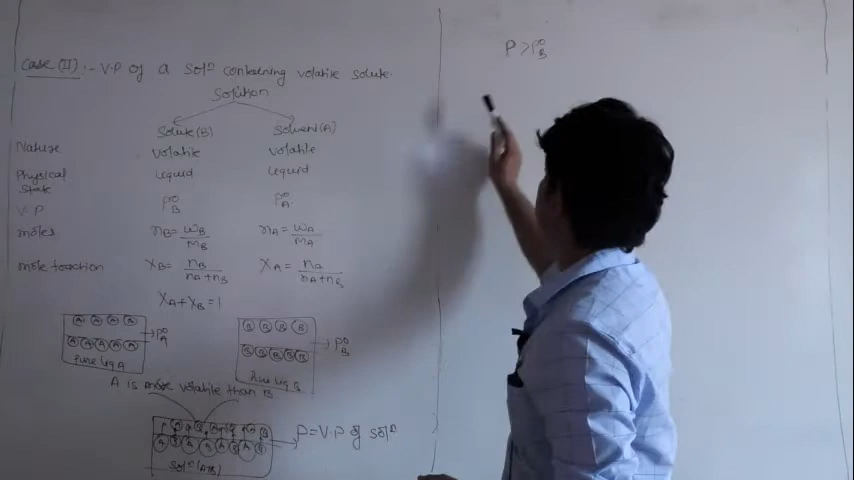 Case (II) :- V.P of a solⁿ containing volatile solute.
Solution
Solute(B) Solvent(A)
Nature volatile volatile
Physical State Liquid Liquid
V.P P°B P°A
moles nB = wB/mB nA = wA/mA
mole fraction XB = nB/nA+nB XA = nA/nA+nB
XA+XB=1
A A A A B B B B
A A A A A P°A B B B B B P°B
Pure liq A Pure liq B
A is more volatile than B
P=V.P of solⁿ
Solⁿ(A+B)
P > P°B